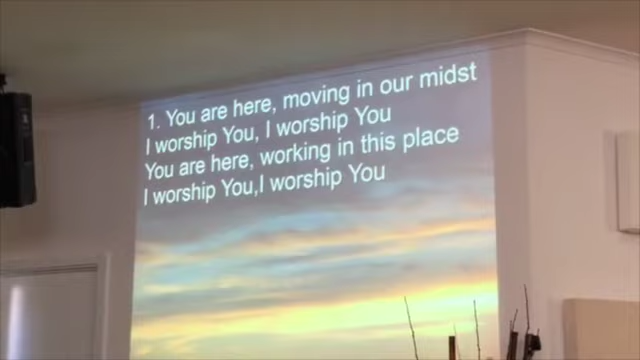 1. You are here, moving in our midst
I worship You, I worship You
You are here, working in this place
I worship You,I worship You